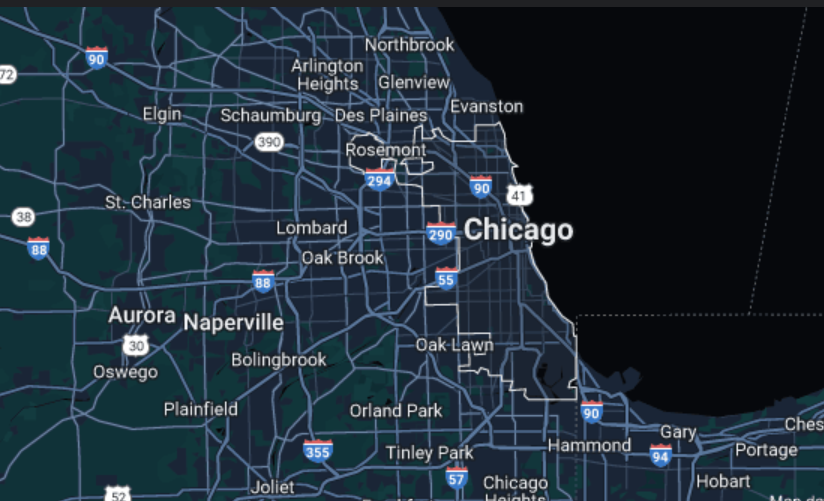 Northbrook
90
Arlington
Heights
Glenview
72
Evanston
Elgin
Schaumburg
Des Plaines
390
Rosemont
294
90
41
St. Charles
38
Lombard
290
Chicago
88
Oak Brook
88
55
Aurora
Naperville
30
Oak Lawn
Bolingbrook
Oswego
Plainfield
Orland Park
90
Gary
Ches
Hammond
355
Tinley Park
94
Portage
57
Joliet
Chicago
Heights
Hobart
52
Map da